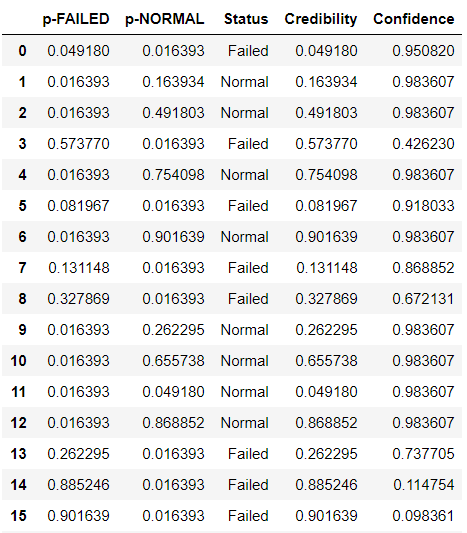 p-FAILED p-NORMAL Status Credibility Confidence
0 0.049180 0.016393 Failed 0.049180 0.950820
1 0.016393 0.163934 Normal 0.163934 0.983607
2 0.016393 0.491803 Normal 0.491803 0.983607
3 0.573770 0.016393 Failed 0.573770 0.426230
4 0.016393 0.754098 Normal 0.754098 0.983607
5 0.081967 0.016393 Failed 0.081967 0.918033
6 0.016393 0.901639 Normal 0.901639 0.983607
7 0.131148 0.016393 Failed 0.131148 0.868852
8 0.327869 0.016393 Failed 0.327869 0.672131
9 0.016393 0.262295 Normal 0.262295 0.983607
10 0.016393 0.655738 Normal 0.655738 0.983607
11 0.016393 0.049180 Normal 0.049180 0.983607
12 0.016393 0.868852 Normal 0.868852 0.983607
13 0.262295 0.016393 Failed 0.262295 0.737705
14 0.885246 0.016393 Failed 0.885246 0.114754
15 0.901639 0.016393 Failed 0.901639 0.098361